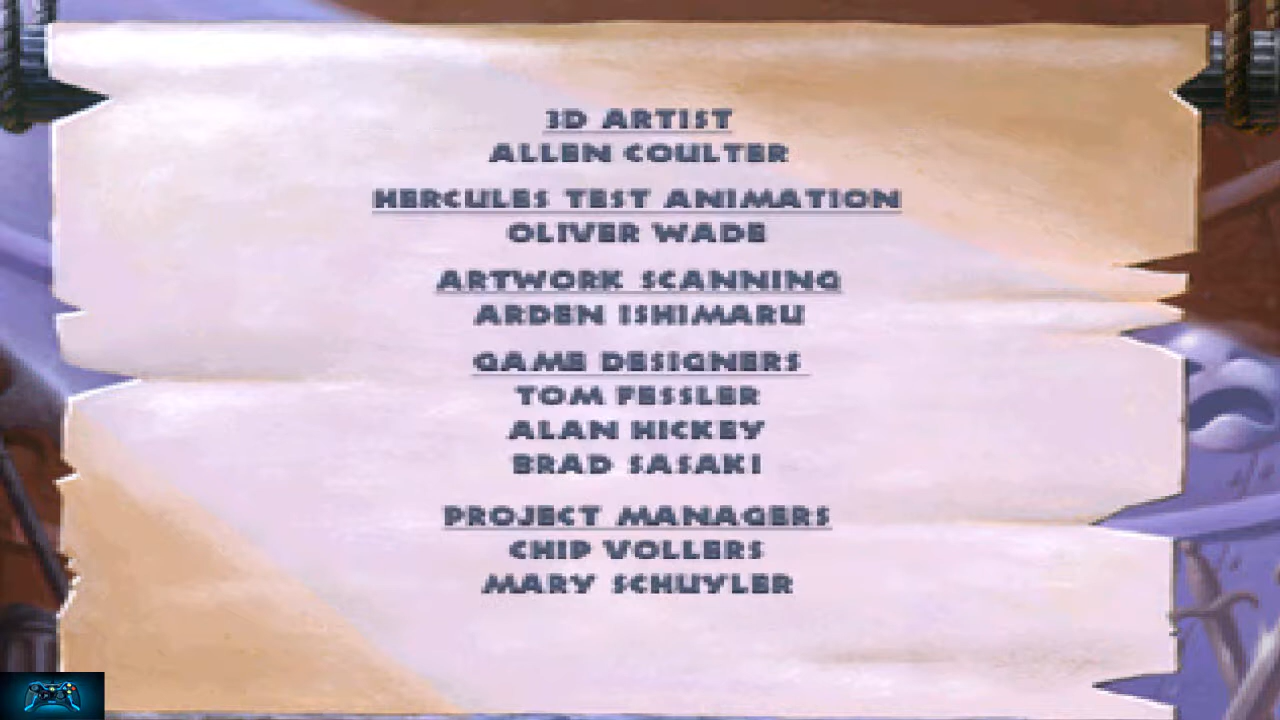 3D ARTIST
ALLEN COULTER
HERCULES TEST ANIMATION
OLIVER WADE
ARTWORK SCANNING
ARDEN ISHIMARU
GAME DESIGNERS
TOM FESSLER
ALAN HICKEY
BRAD SASAKI
PROJECT MANAGERS
CHIP VOLLERS
MARY SCHUYLER